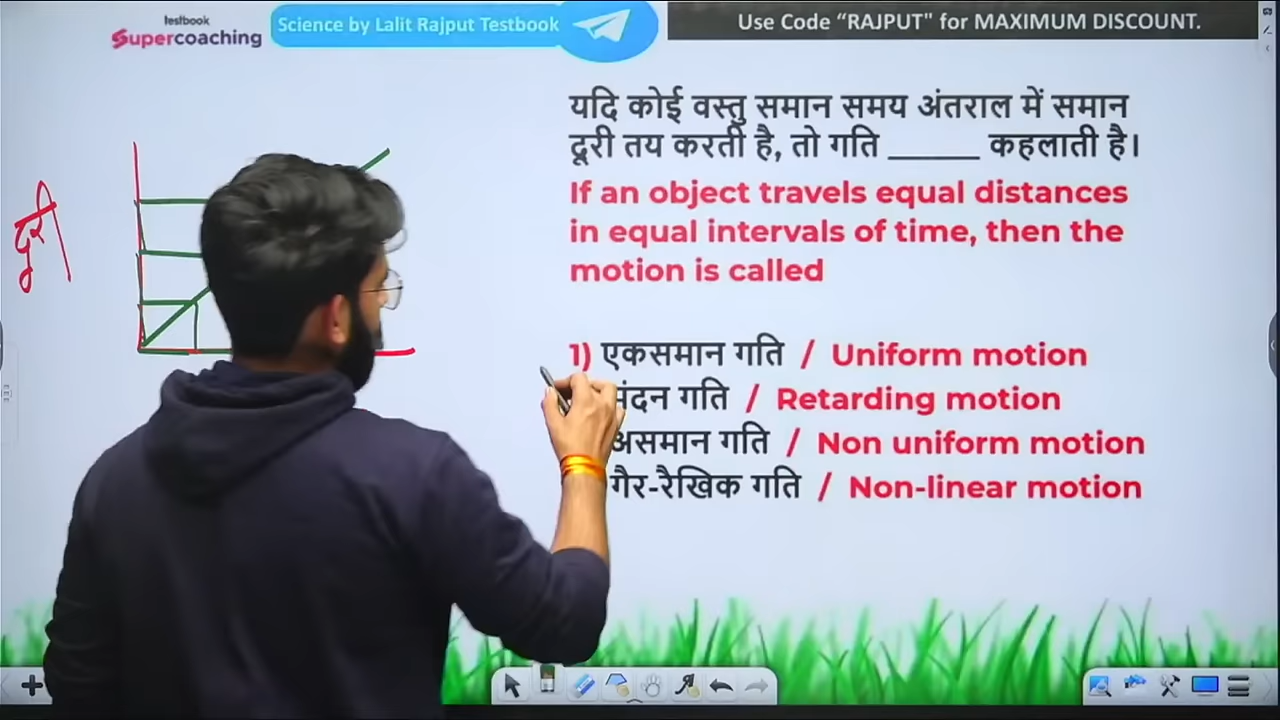 testbook
Supercoaching
Science by Lalit Rajput Testbook
Use Code “RAJPUT" for MAXIMUM DISCOUNT.
यदि कोई वस्तु समान समय अंतराल में समान
दूरी तय करती है, तो गति ______ कहलाती है।
If an object travels equal distances
in equal intervals of time, then the
motion is called
दूरी
1) एकसमान गति / Uniform motion
मंदन गति / Retarding motion
असमान गति / Non uniform motion
गैर-रैखिक गति / Non-linear motion